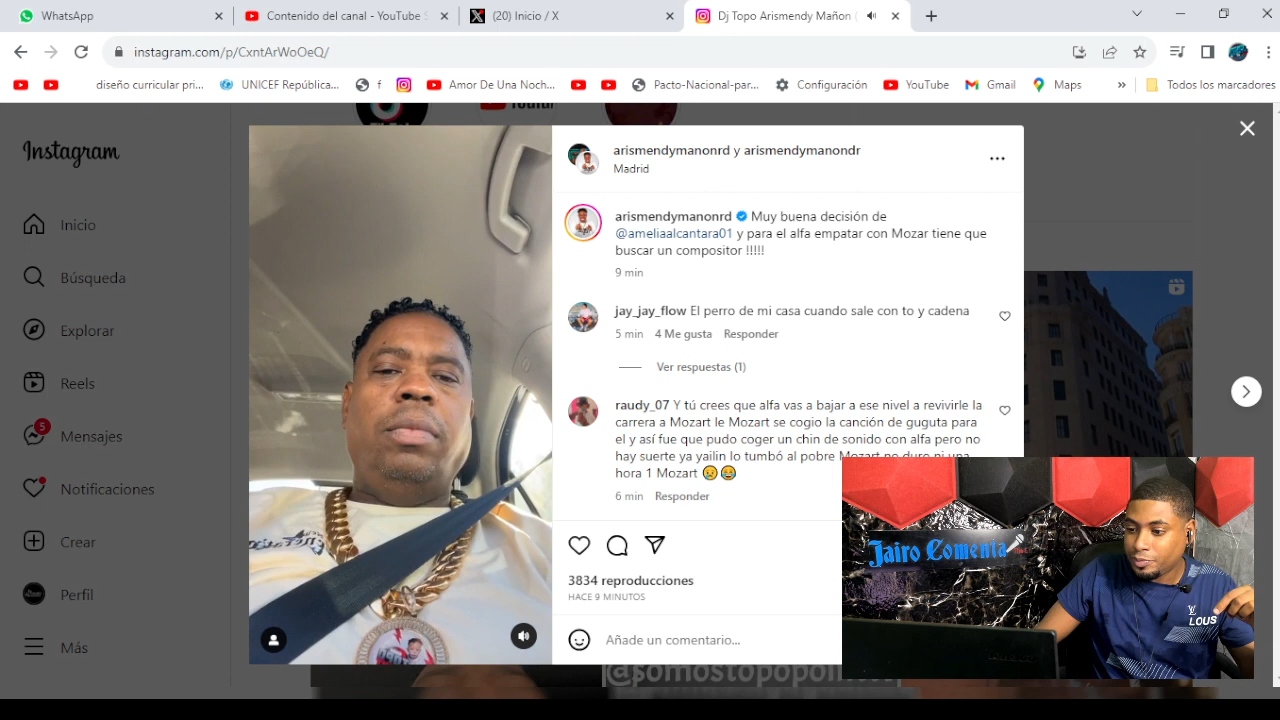 WhatsApp
Contenido del canal - YouTube S
(20) Inicio / X
Dj Topo Arismendy Mañon (
instagram.com/p/CxntArWoOeQ/
diseño curricular pri...
UNICEF República...
f
Amor De Una Noch...
Pacto-Nacional-par...
Configuración
YouTube
Gmail
Maps
»
Todos los marcadores
Instagram
Inicio
Búsqueda
Explorar
Reels
5
Mensajes
Notificaciones
Crear
Perfil
Más
arismendymanonrd y arismendymanondr
Madrid
arismendymanonrd Muy buena decisión de
@ameliaalcantara01 y para el alfa empatar con Mozar tiene que
buscar un compositor !!!!!
9 min
jay_jay_flow El perro de mi casa cuando sale con to y cadena
5 min 4 Me gusta Responder
Ver respuestas (1)
raudy_07 Y tú crees que alfa vas a bajar a ese nivel a revivirle la
carrera a Mozart le Mozart se cogio la canción de guguta para
el y así fue que pudo coger un chin de sonido con alfa pero no
hay suerte ya yailin lo tumbó al pobre Mozart no duro ni una
hora 1 Mozart 😥😂
6 min Responder
3834 reproducciones
HACE 9 MINUTOS
Añade un comentario...
Jairo Comenta
LOUS